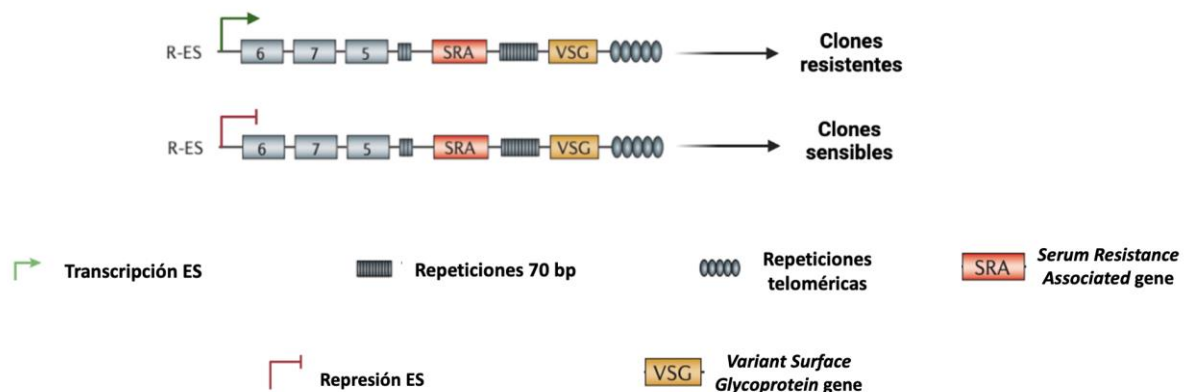 R-ES 6 7 5 SRA VSG Clones
resistentes
R-ES 6 7 5 SRA VSG Clones
sensibles
Transcripción ES
Repeticiones 70 bp
Repeticiones
teloméricas
SRA
Serum Resistance
Associated gene
Represión ES
VSG
Variant Surface
Glycoprotein gene